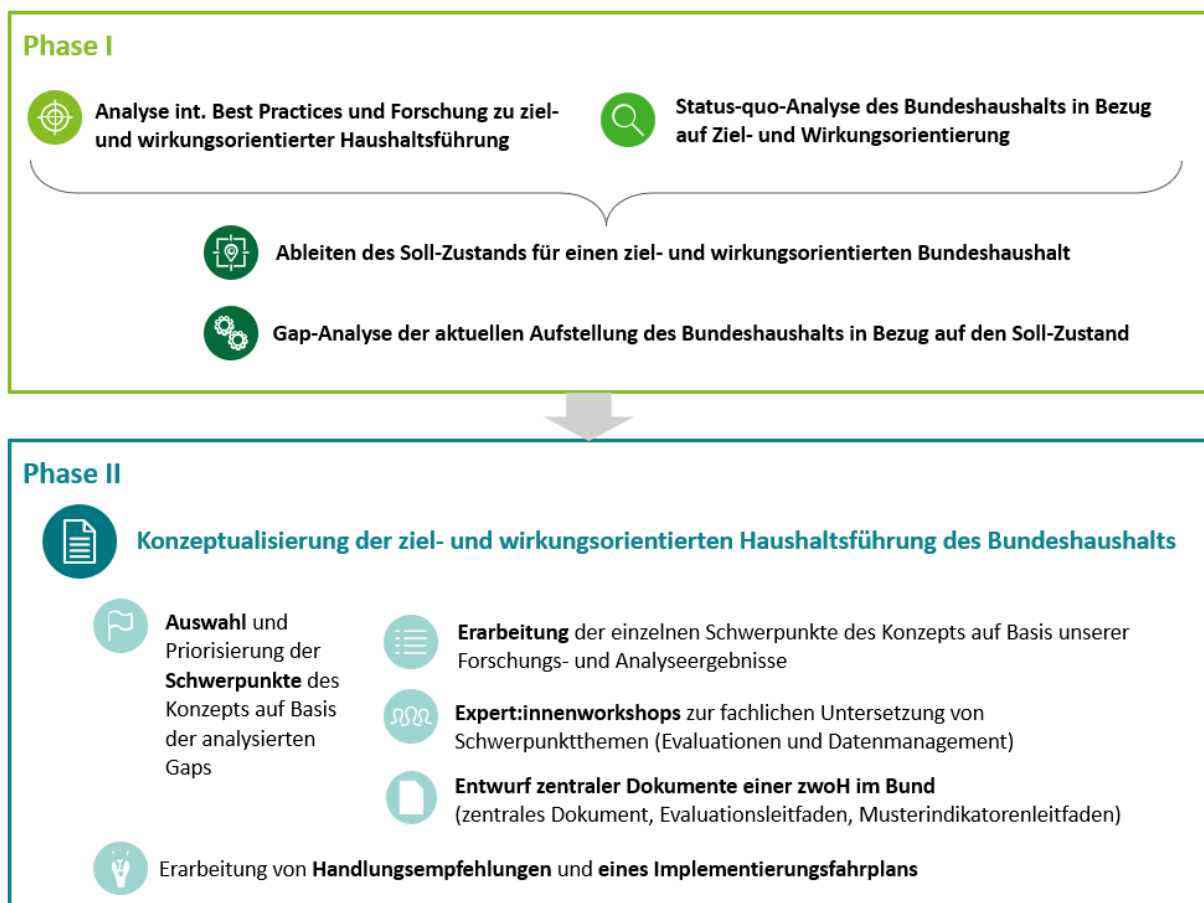 Phase I
Analyse int. Best Practices und Forschung zu ziel-
und wirkungsorientierter Haushaltsführung
Status-quo-Analyse des Bundeshaushalts in Bezug
auf Ziel- und Wirkungsorientierung
Ableiten des Soll-Zustands für einen ziel- und wirkungsorientierten Bundeshaushalt
Gap-Analyse der aktuellen Aufstellung des Bundeshaushalts in Bezug auf den Soll-Zustand
Phase II
Konzeptualisierung der ziel- und wirkungsorientierten Haushaltsführung des Bundeshaushalts
Auswahl und
Priorisierung der
Schwerpunkte des
Konzepts auf Basis
der analysierten
Gaps
Erarbeitung der einzelnen Schwerpunkte des Konzepts auf Basis unserer
Forschungs- und Analyseergebnisse
Expert:innenworkshops zur fachlichen Untersetzung von
Schwerpunktthemen (Evaluationen und Datenmanagement)
Entwurf zentraler Dokumente einer zwoH im Bund
(zentrales Dokument, Evaluationsleitfaden, Musterindikatorenleitfaden)
Erarbeitung von Handlungsempfehlungen und eines Implementierungsfahrplans